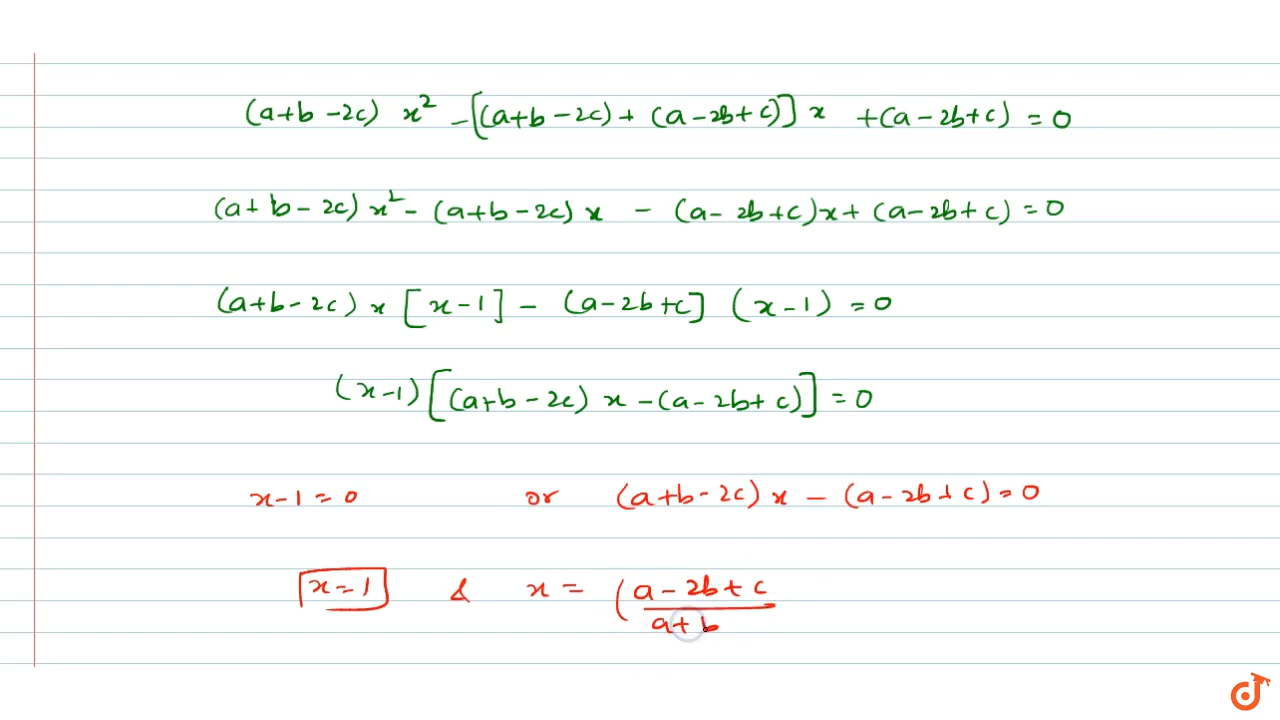 (a+b-2c) x² - [(a+b-2c) + (a-2b+c)] x + (a-2b+c) = 0
(a+b-2c) x² - (a+b-2c) x - (a-2b+c) x + (a-2b+c) = 0
(a+b-2c) x [x-1] - (a-2b+c] (x-1) = 0
(x-1) [(a+b-2c) x - (a-2b+c)] = 0
x-1 = 0 or (a+b-2c) x - (a-2b+c) = 0
x=1 & x = (a-2b+c
a+b